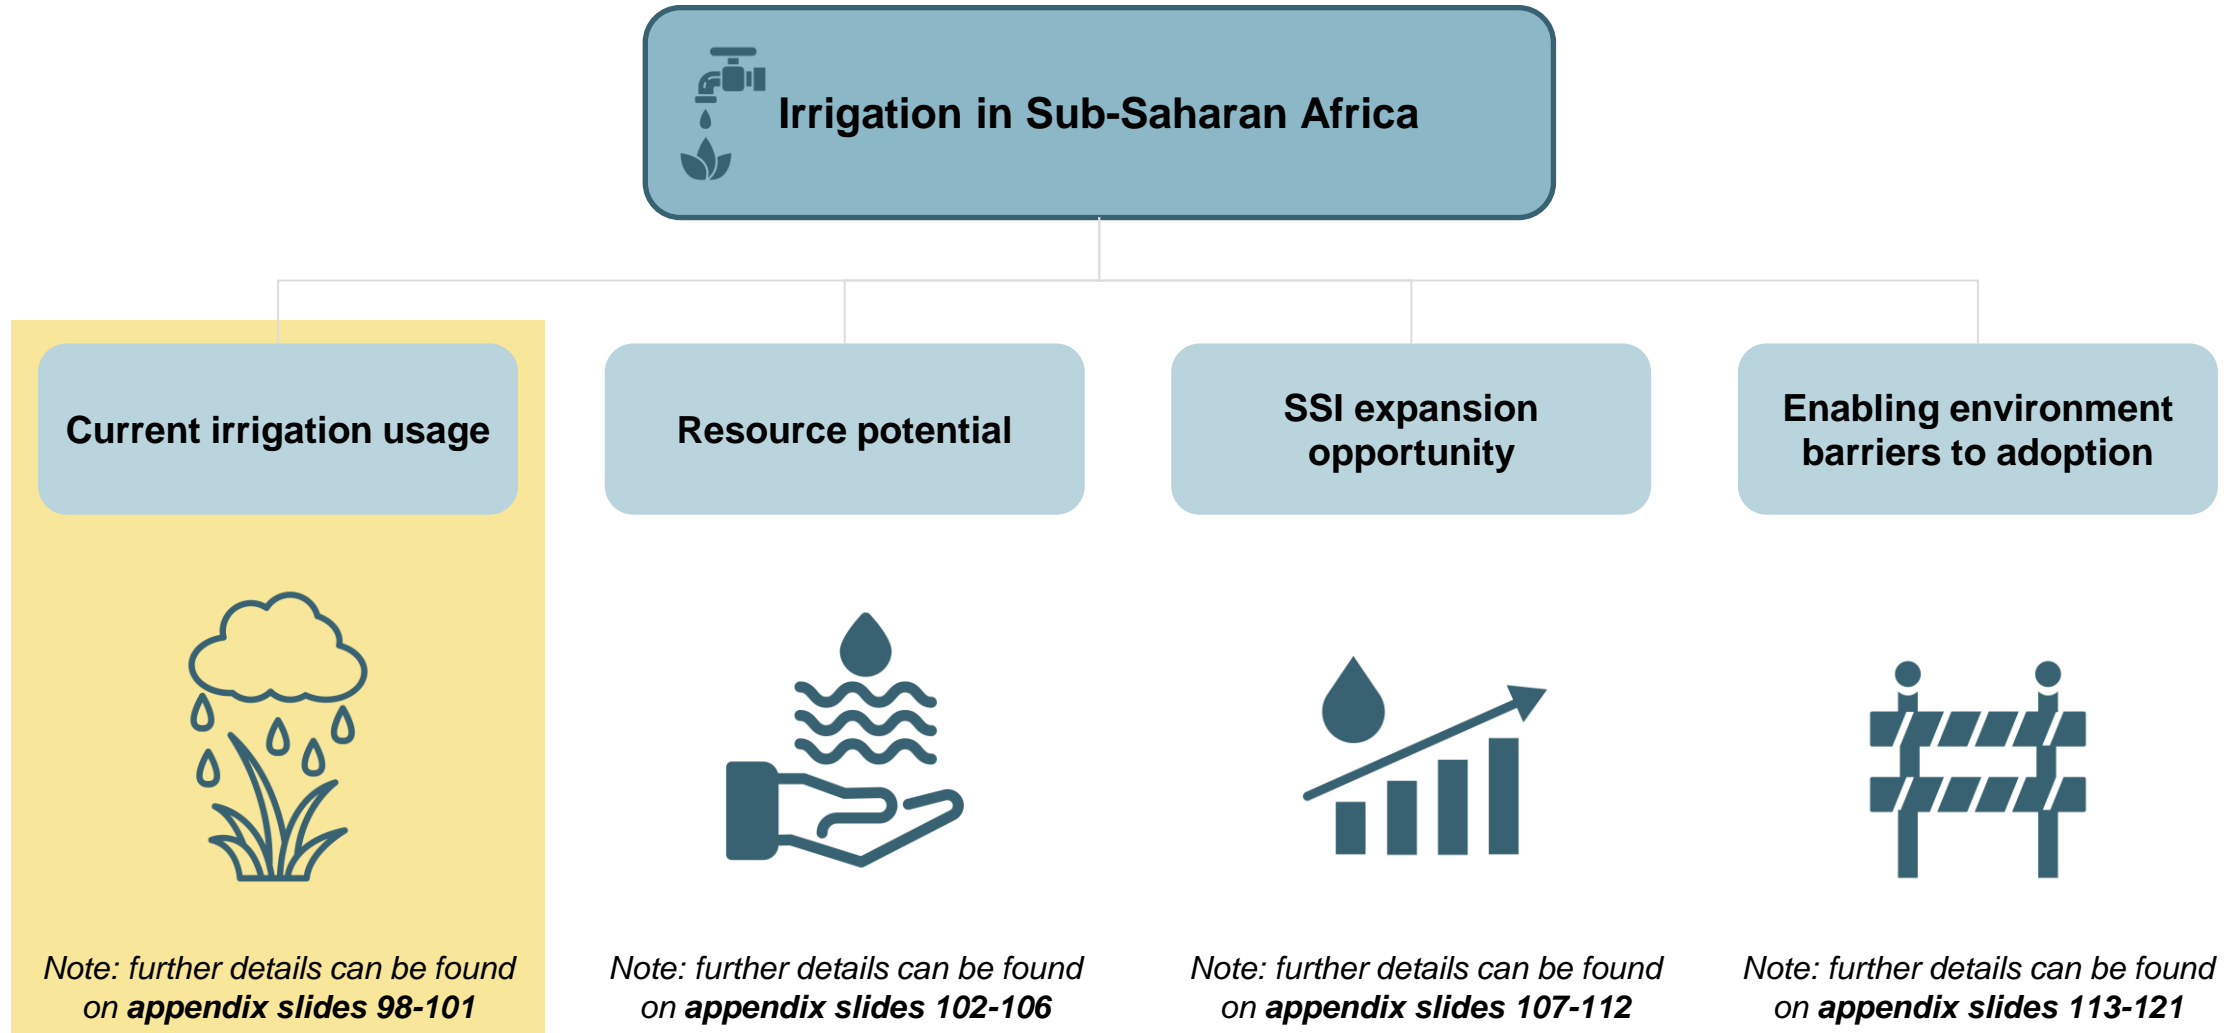 Irrigation in Sub-Saharan Africa
Current irrigation usage
Resource potential
SSI expansion
opportunity
Enabling environment
barriers to adoption
Note: further details can be found
on appendix slides 98-101
Note: further details can be found
on appendix slides 102-106
Note: further details can be found
on appendix slides 107-112
Note: further details can be found
on appendix slides 113-121